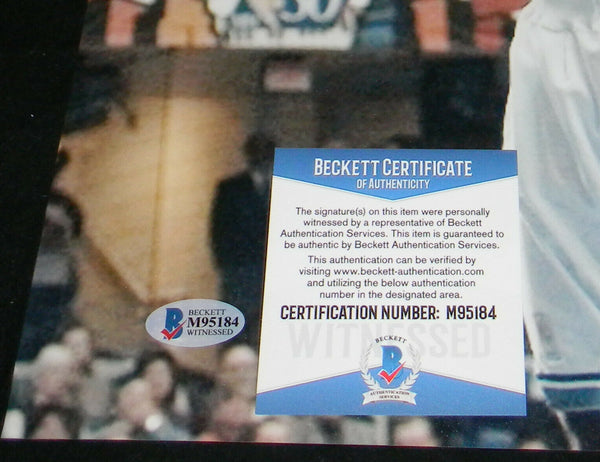 30
BECKETT CERTIFICATE
OF AUTHENTICITY
The signature(s) on this item were personally
witnessed by a representative of Beckett
Authentication Services. This item is guaranteed to
be authentic by Beckett Authentication Services.
This authentication can be verified by
visiting www.beckett-authentication.com
and utilizing the below authentication
number in the designated area.
CERTIFICATION NUMBER: M95184
WITNESSED
BECKETT
B
AUTHENTICATION
SERVICES
B
BECKETT
M95184
WITNESSED